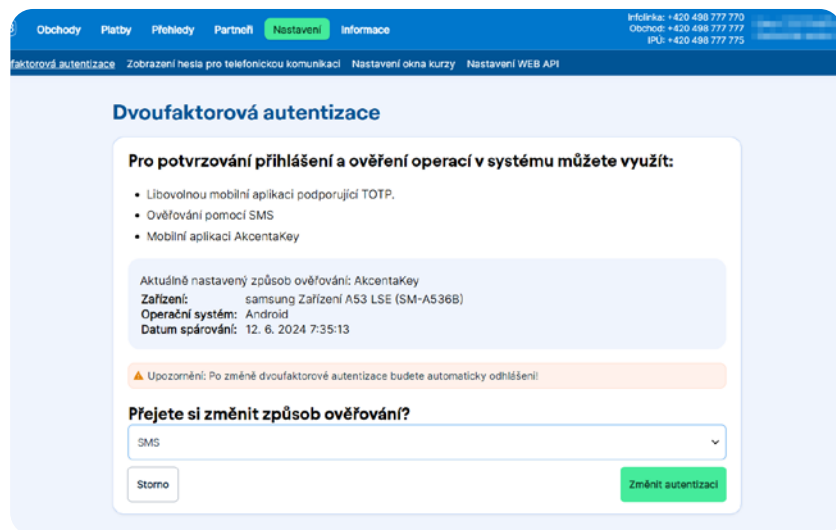 Obchody Platby Přehledy Partneři Nastavení Informace
Infolinka: +420 498 777 770
Obchod: +420 498 777 777
IPÚ: +420 498 777 775
faktorová autentizace Zobrazení hesla pro telefonickou komunikaci Nastavení okna kurzy Nastavení WEB API
Dvoufaktorová autentizace
Pro potvrzování přihlášení a ověření operací v systému můžete využít:
• Libovolnou mobilní aplikaci podporující TOTP.
• Ověřování pomocí SMS
• Mobilní aplikaci AkcentaKey
Aktuálně nastavený způsob ověřování: AkcentaKey
Zařízení: samsung Zařízení A53 LSE (SM-A536B)
Operační systém: Android
Datum spárování: 12. 6. 2024 7:35:13
Upozornění: Po změně dvoufaktorové autentizace budete automaticky odhlášeni!
Přejete si změnit způsob ověřování?
SMS
Storno Změnit autentizaci